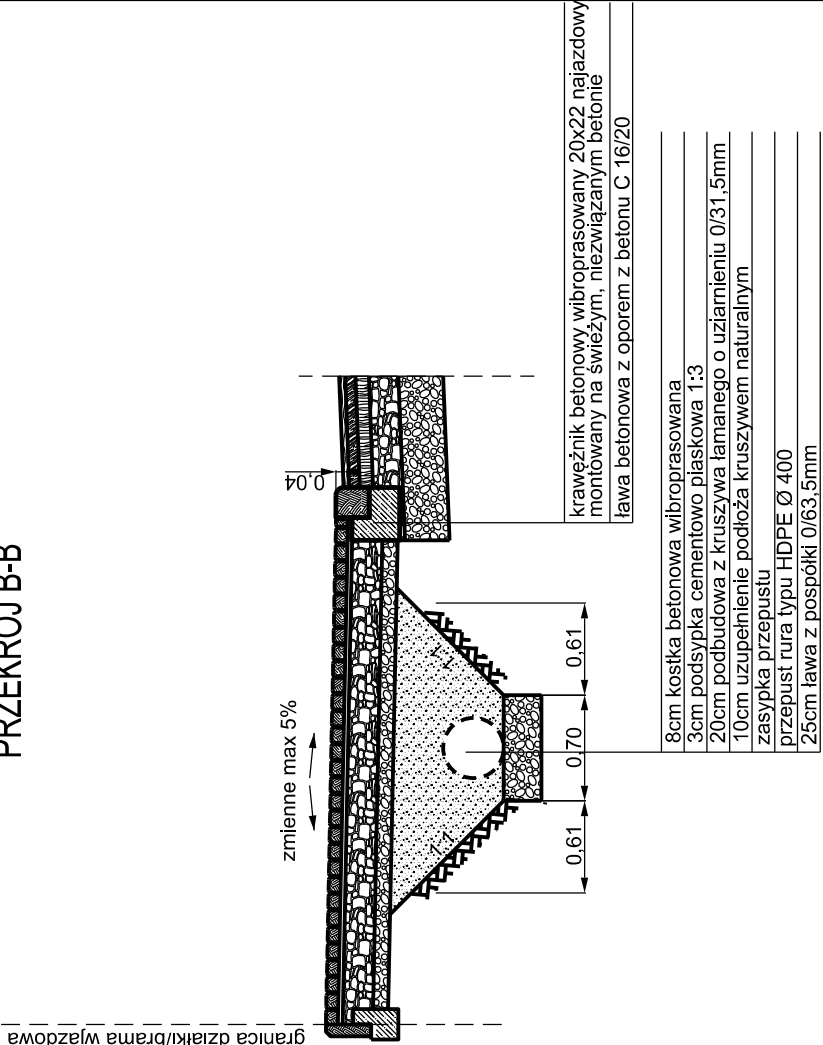 PRZEKRÓJ B-B
zmienne max 5%
0,04
granica działki/brama wjazdowa
1:1
1:1
0,61
0,70
0,61
krawężnik betonowy wibroprasowany 20x22 najazdowy
montowany na świeżym, niezwiązanym betonie
ława betonowa z oporem z betonu C 16/20
8cm kostka betonowa wibroprasowana
3cm podsypka cementowo piaskowa 1:3
20cm podbudowa z kruszywa łamanego o uziarnieniu 0/31,5mm
10cm uzupełnienie podłoża kruszywem naturalnym
zasypka przepustu
przepust rura typu HDPE Ø 400
25cm ława z pospółki 0/63,5mm